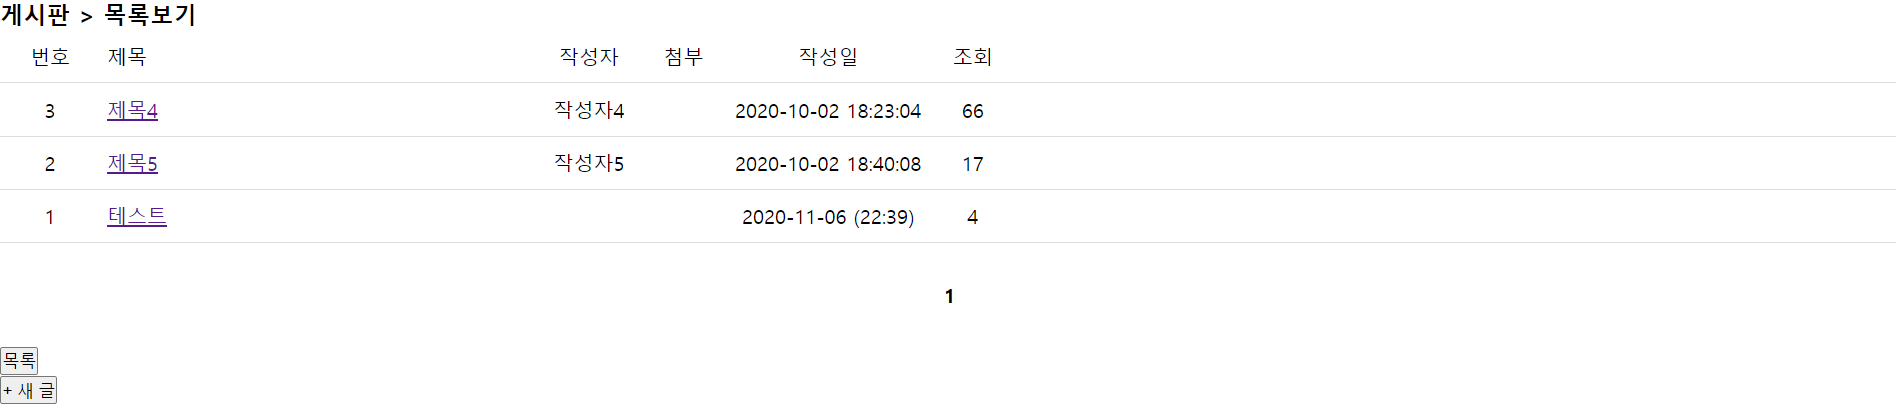 게시판 > 목록보기
번호 제목 작성자 첨부 작성일 조회
3 제목4 작성자4 2020-10-02 18:23:04 66
2 제목5 작성자5 2020-10-02 18:40:08 17
1 테스트 2020-11-06 (22:39) 4
1
목록
+ 새 글